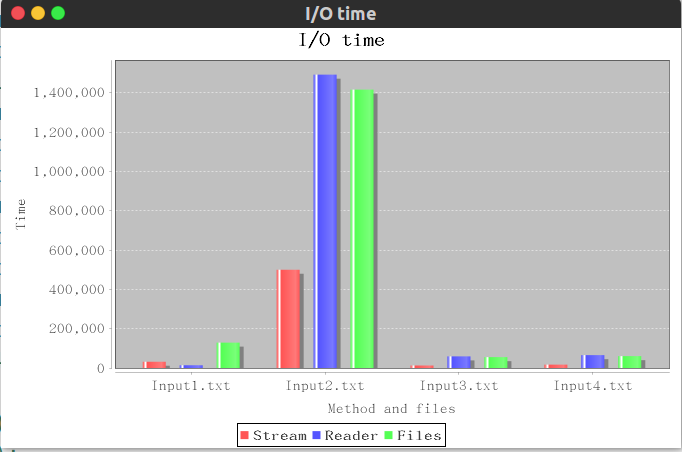 I/O time
I/O time
1,400,000
1,200,000
1,000,000
800,000
600,000
400,000
200,000
0
Time
Input1.txt Input2.txt Input3.txt Input4.txt
Method and files
Stream Reader Files